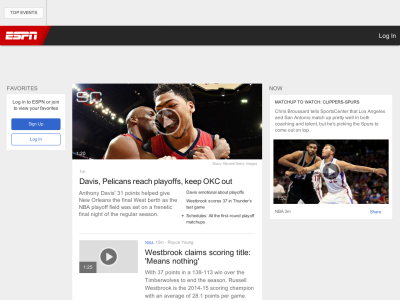 TOP EVENTS
ESPN
Log In
FAVORITES
Log in to ESPN or join
to view your favorites
Sign Up
Log In
SC
1:20
Davis, Pelicans reach playoffs, keep OKC out
Anthony Davis' 31 points helped give
New Orleans the final West berth as the
NBA playoff field was set on a frenetic
final night of the regular season.
Davis emotional about playoffs
Westbrook scores 37 in Thunder's
last game
Schedules: All the first-round playoff
matchups
1:25
10m - Royce Young
Westbrook claims scoring title:
'Means nothing'
With 37 points in a 138-113 win over the
Timberwolves to end the season, Russell
Westbrook is the 2014-15 scoring champion
with an average of 28.1 points per game.
NOW
MATCHUP TO WATCH: CLIPPERS-SPURS
Chris Broussard tells SportsCenter that Los Angeles
and San Antonio match up pretty well in both
coaching and talent, but he's picking the Spurs to
come out on top.
NBA 3m
Share